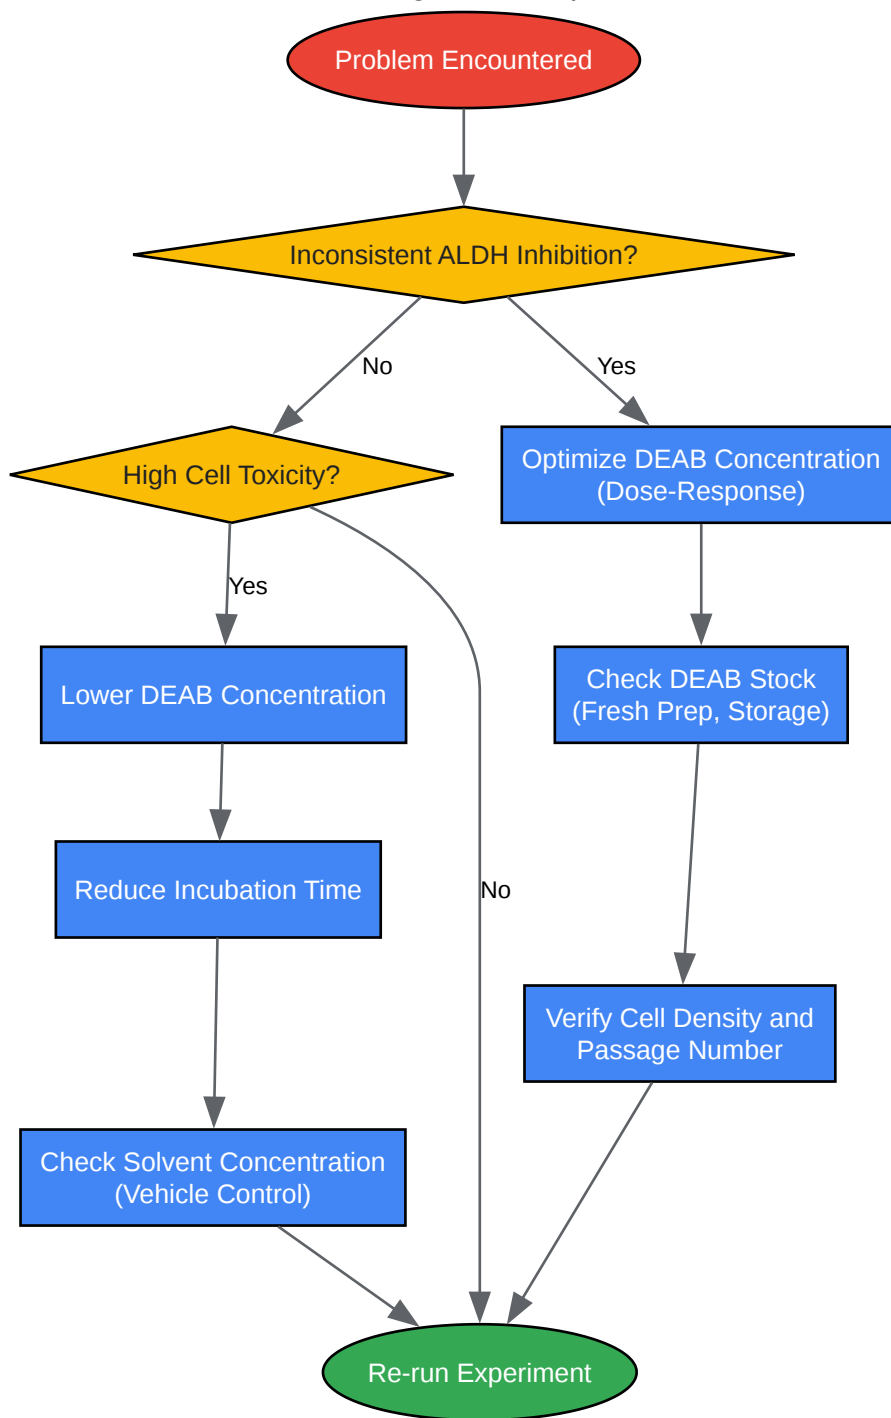 Problem Encountered
Inconsistent ALDH Inhibition?
No
Yes
High Cell Toxicity?
Optimize DEAB Concentration
(Dose-Response)
Yes
Lower DEAB Concentration
Check DEAB Stock
(Fresh Prep, Storage)
Reduce Incubation Time
No
Verify Cell Density and
Passage Number
Check Solvent Concentration
(Vehicle Control)
Re-run Experiment